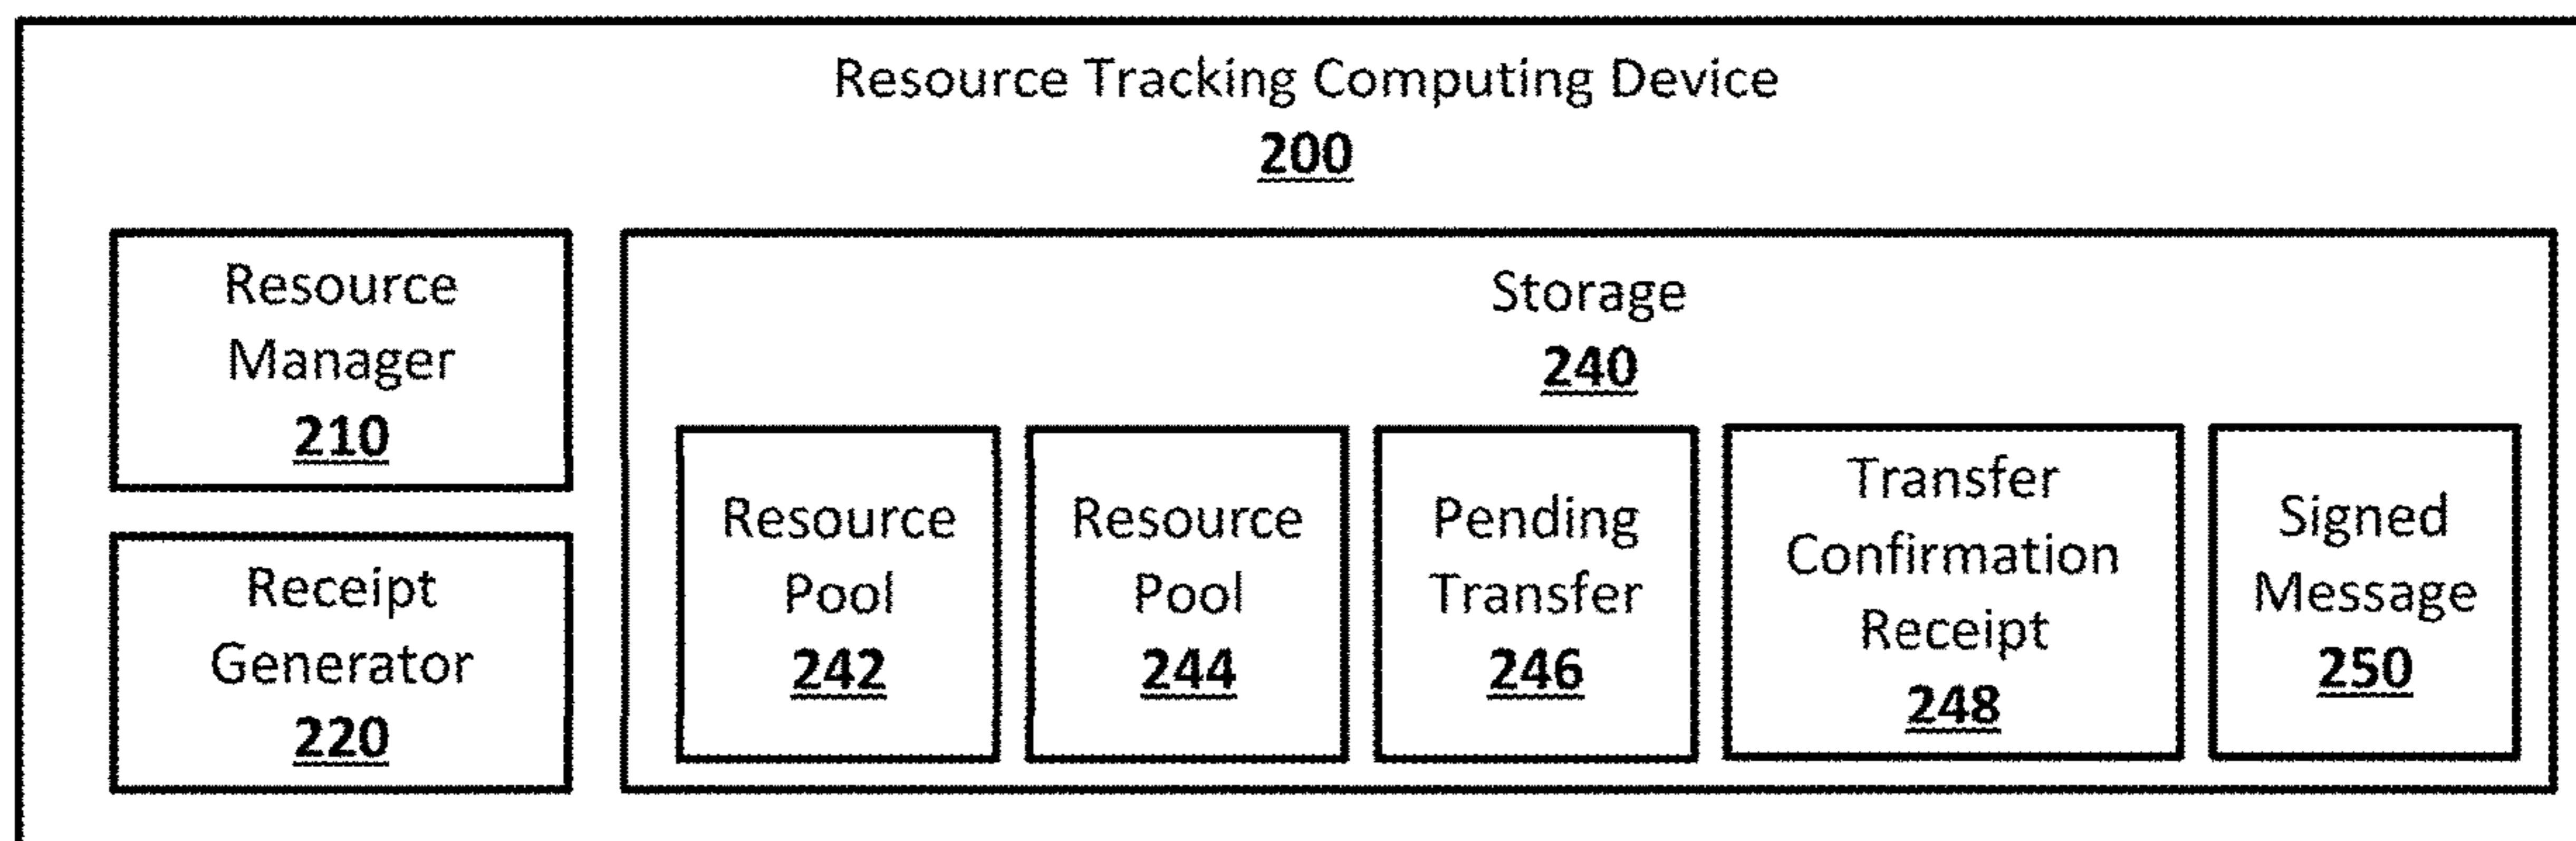 Resource Tracking Computing Device
200
Resource
Manager
210
Receipt
Generator
220
Storage
240
Resource
Pool
242
Resource
Pool
244
Pending
Transfer
246
Transfer
Confirmation
Receipt
248
Signed
Message
250